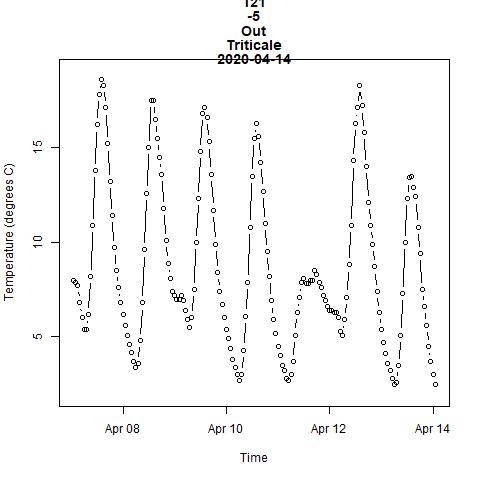 121
-5
Out
Triticale
2020-04-14
Temperature (degrees C)
15
10
5
Apr 08
Apr 10
Apr 12
Apr 14
Time